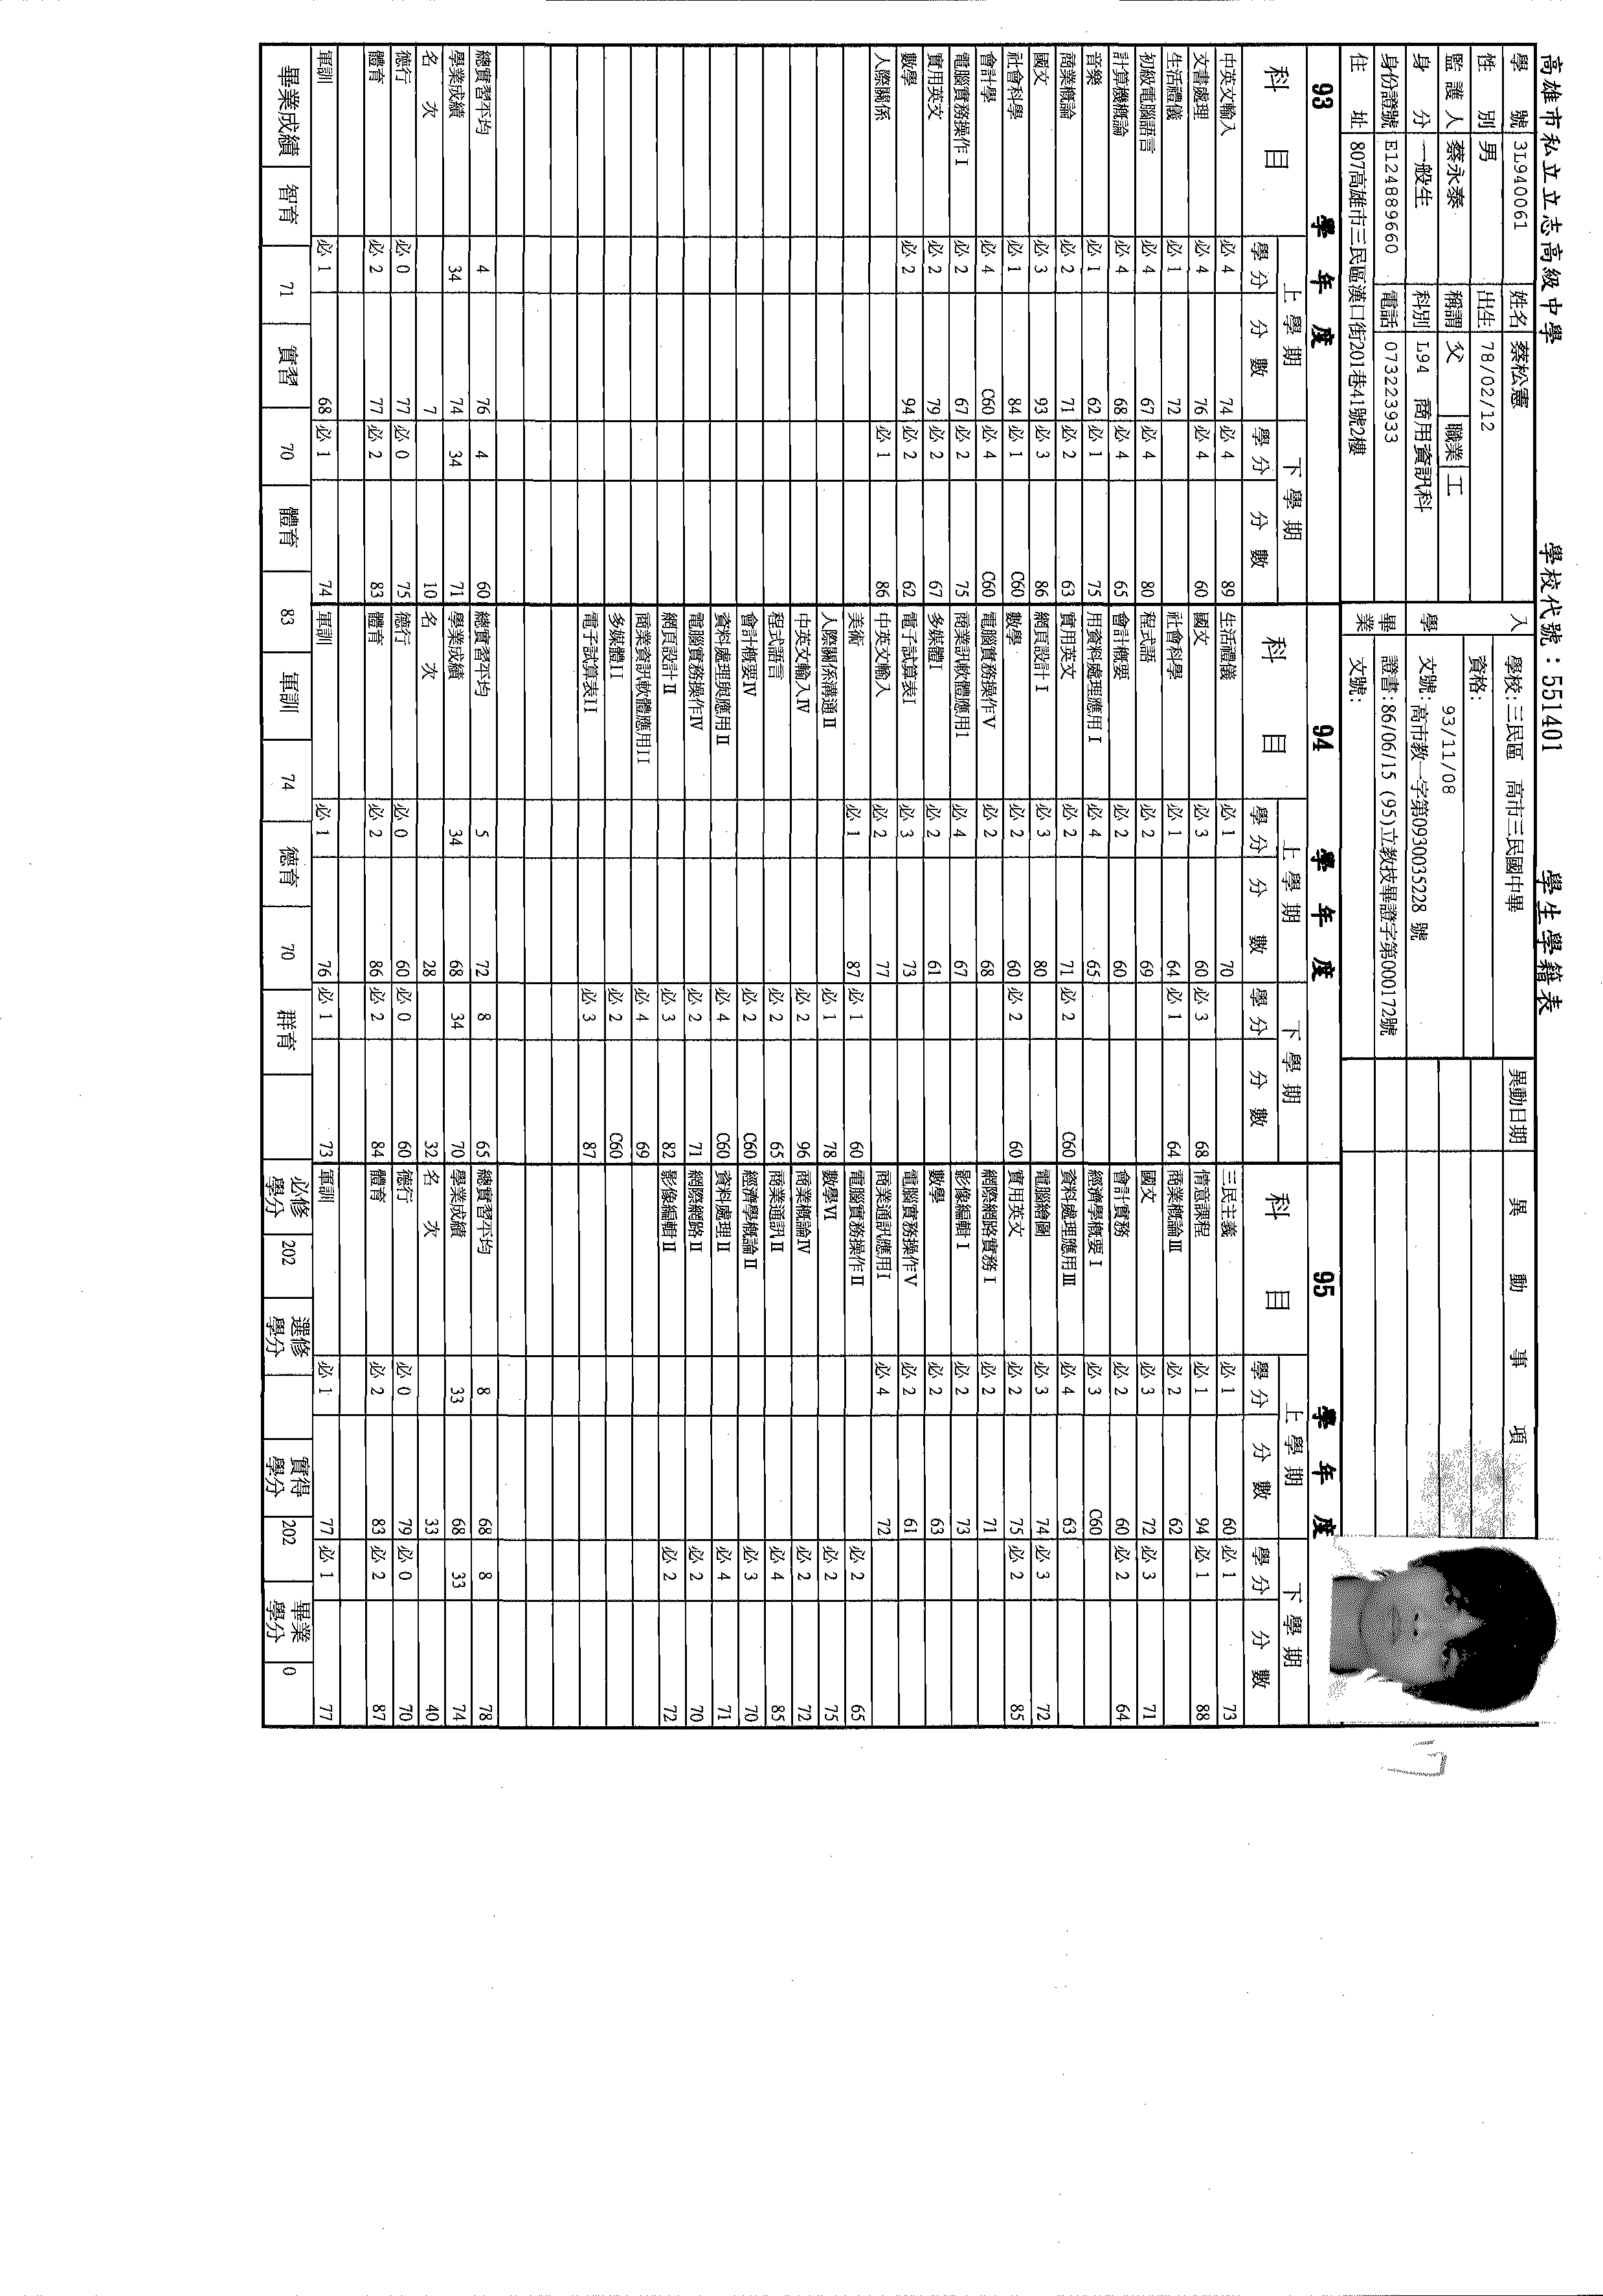 高雄市私立立志高級中學 學校代號：551401 學生學籍表
學號 3L940061 姓名 蔡松憲 入 學校：三民區 高市三民國中畢 異動日期 異動事項
性別 男 出生 78/02/12 資格：
監護人 蔡永泰 稱謂 父 職業 工 93/11/08
身分 一般生 科別 L94 商用資訊科 學 文號：高市教一字第0930035228 號
身份證號 E124889660 電話 073223933 畢業 證書：86/06/15 (95)立教技畢證字第000172號
住址 807高雄市三民區漢口街201巷41號2樓 文號：
93 學年度 94 學年度 95 學年度
科目 上學期 下學期 科目 上學期 下學期 科目 上學期 下學期
學分 分數 學分 分數 學分 分數 學分 分數 學分 分數 學分 分數
中英文輸入 必 4 74 必 4 89 生活禮儀 必 1 70 三民主義 必 1 60 必 1 73
文書處理 必 4 76 必 4 60 國文 必 3 60 必 3 68 情意課程 必 1 94 必 1 88
生活禮儀 必 1 72 社會科學 必 1 64 必 1 64 商業概論Ⅲ 必 2 62
初級電腦語言 必 4 67 必 4 80 程式語 必 2 69 國文 必 3 72 必 3 71
計算機概論 必 4 68 必 4 65 會計概要 必 2 60 會計實務 必 2 60 必 2 64
音樂 必 1 62 必 1 75 用資料處理應用Ⅰ 必 4 65 經濟學概要Ⅰ 必 3 C60
商業概論 必 2 71 必 2 63 實用英文 必 2 71 必 2 C60 資料處理應用Ⅲ 必 4 63
國文 必 3 93 必 3 86 網頁設計Ⅰ 必 3 80 電腦繪圖 必 3 74 必 3 72
社會科學 必 1 84 必 1 C60 數學 必 2 60 必 2 60 實用英文 必 2 75 必 2 85
會計學 必 4 C60 必 4 C60 電腦實務操作Ⅴ 必 2 68 網際網路實務Ⅰ 必 2 71
電腦實務操作Ⅰ 必 2 67 必 2 75 商業訊軟體應用1 必 4 67 影像編輯Ⅰ 必 2 73
實用英文 必 2 79 必 2 67 多媒體I 必 2 61 數學 必 2 63
數學 必 2 94 必 2 62 電子試算表I 必 3 73 電腦實務操作Ⅴ 必 2 61
人際關係 必 1 86 中英文輸入 必 2 77 商業通訊應用I 必 4 72
美術 必 1 87 必 1 60 電腦實務操作Ⅱ 必 2 65
人際關係溝通Ⅱ 必 1 78 數學VI 必 2 75
中英文輸入Ⅳ 必 2 96 商業概論Ⅳ 必 2 72
程式語言 必 2 65 商業通訊Ⅱ 必 4 85
會計概要Ⅳ 必 2 C60 經濟學概論Ⅱ 必 3 70
資料處理與應用Ⅱ 必 4 C60 資料處理Ⅱ 必 4 71
電腦實務操作Ⅳ 必 2 71 網際網路Ⅱ 必 2 70
網頁設計Ⅱ 必 3 82 影像編輯Ⅱ 必 2 72
商業資訊軟體應用II 必 4 69
多媒體II 必 2 C60
電子試算表II 必 3 87
總實習平均 4 76 4 60 總實習平均 5 72 8 65 總實習平均 8 68 8 78
學業成績 34 74 34 71 學業成績 34 68 34 70 學業成績 33 68 33 74
名次 7 10 名次 28 32 名次 33 40
德行 必 0 77 必 0 75 德行 必 0 60 必 0 60 德行 必 0 79 必 0 70
體育 必 2 77 必 2 83 體育 必 2 86 必 2 84 體育 必 2 83 必 2 87
軍訓 必 1 68 必 1 74 軍訓 必 1 76 必 1 73 軍訓 必 1 77 必 1 77
畢業成績 智育 71 實習 70 體育 83 軍訓 74 德育 70 群育 必修學分 202 選修學分 實得學分 202 畢業學分 0